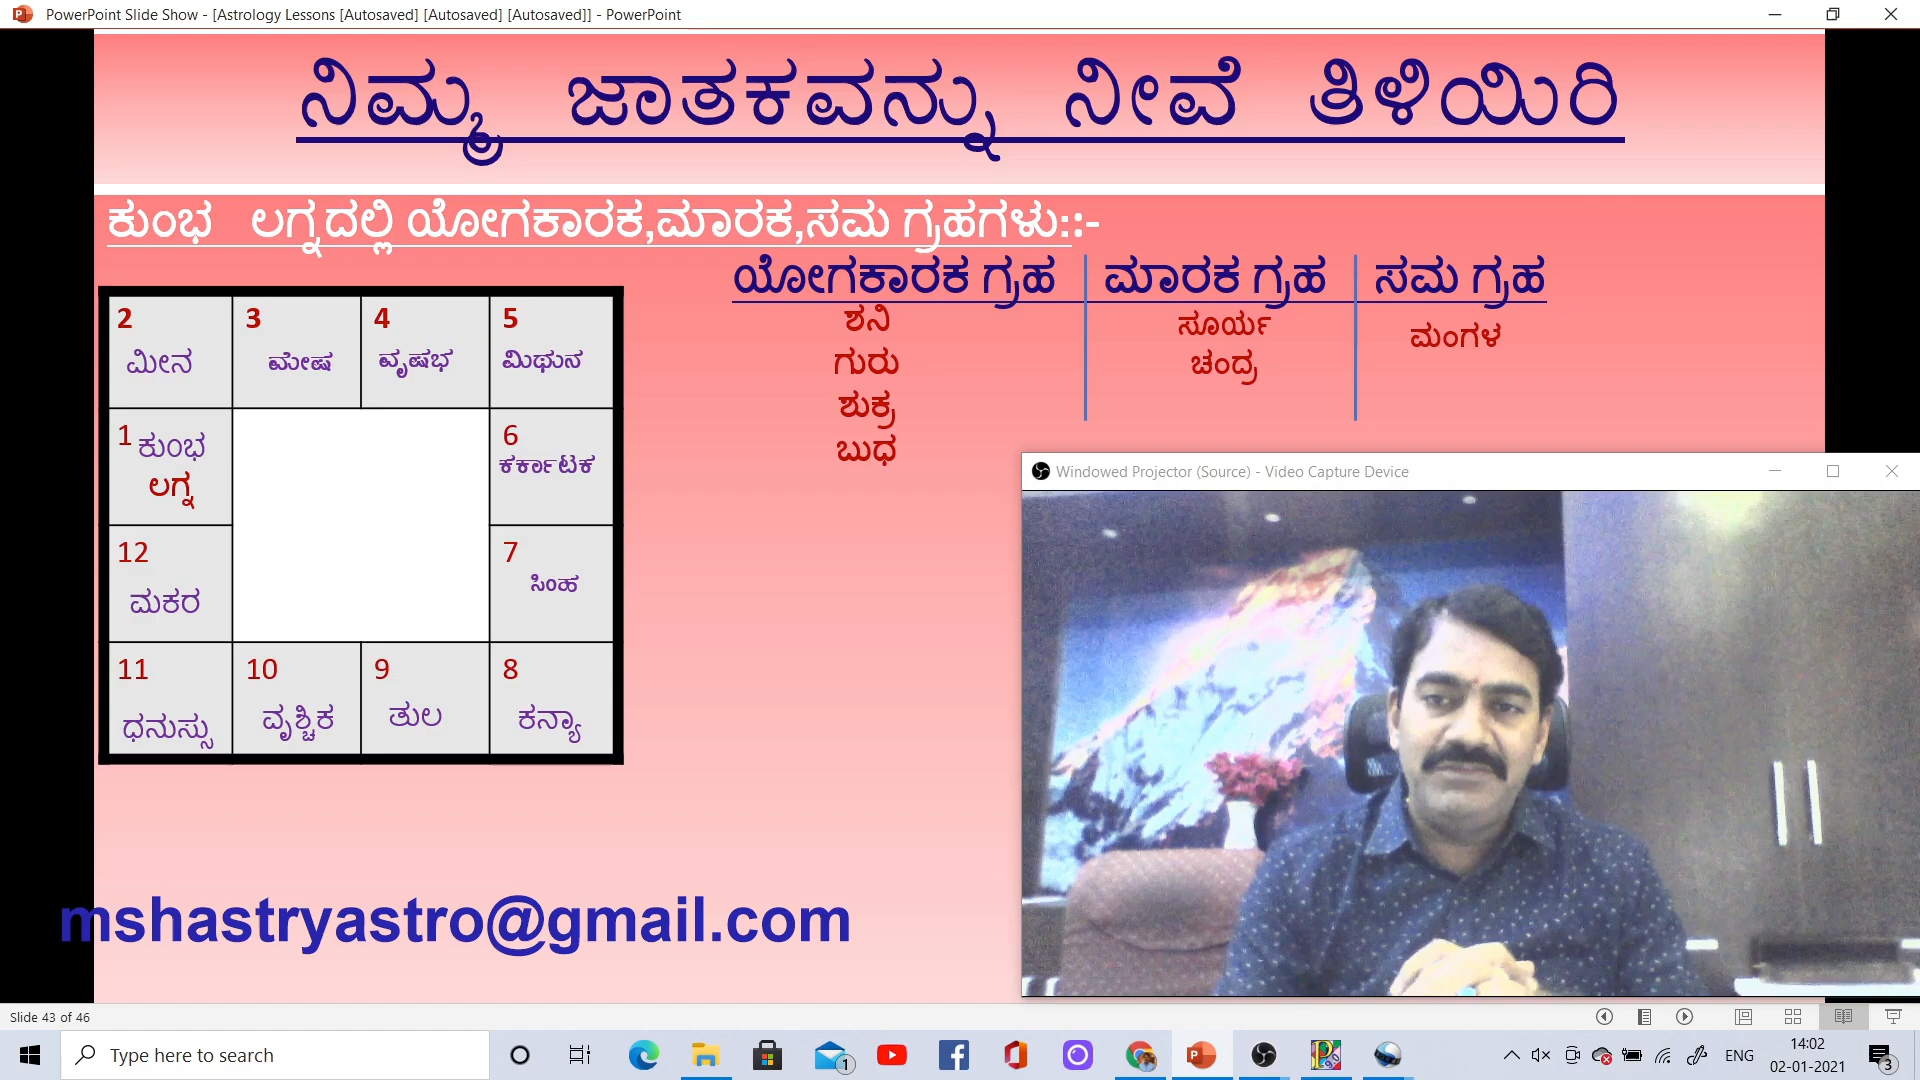 PowerPoint Slide Show - [Astrology Lessons [Autosaved] [Autosaved] [Autosaved]] - PowerPoint
ನಿಮ್ಮ ಜಾತಕವನ್ನು ನೀವೆ ತಿಳಿಯಿರಿ
ಕುಂಭ ಲಗ್ನದಲ್ಲಿ ಯೋಗಕಾರಕ,ಮಾರಕ,ಸಮ ಗ್ರಹಗಳು::-
ಯೋಗಕಾರಕ ಗ್ರಹ ಮಾರಕ ಗ್ರಹ ಸಮ ಗ್ರಹ
ಶನಿ ಸೂರ್ಯ ಮಂಗಳ
ಗುರು ಚಂದ್ರ
ಶುಕ್ರ
ಬುಧ
2 3 4 5
ಮೀನ ಮೇಷ ವೃಷಭ ಮಿಥುನ
1 ಕುಂಭ 6
ಲಗ್ನ ಕರ್ಕಾಟಕ
12 7
ಮಕರ ಸಿಂಹ
11 10 9 8
ಧನುಸ್ಸು ವೃಶ್ಚಿಕ ತುಲ ಕನ್ಯಾ
Windowed Projector (Source) - Video Capture Device
mshastryastro@gmail.com
Slide 43 of 46
Type here to search
1
ENG
14:02
02-01-2021
3